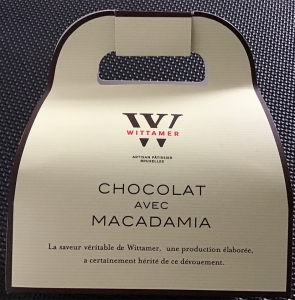 W
WITTAMER
ARTISAN PÂTISSIER
BRUXELLES
CHOCOLAT
AVEC
MACADAMIA
La saveur véritable de Wittamer, une production élaborée,
a certainement hérité de ce dévouement.